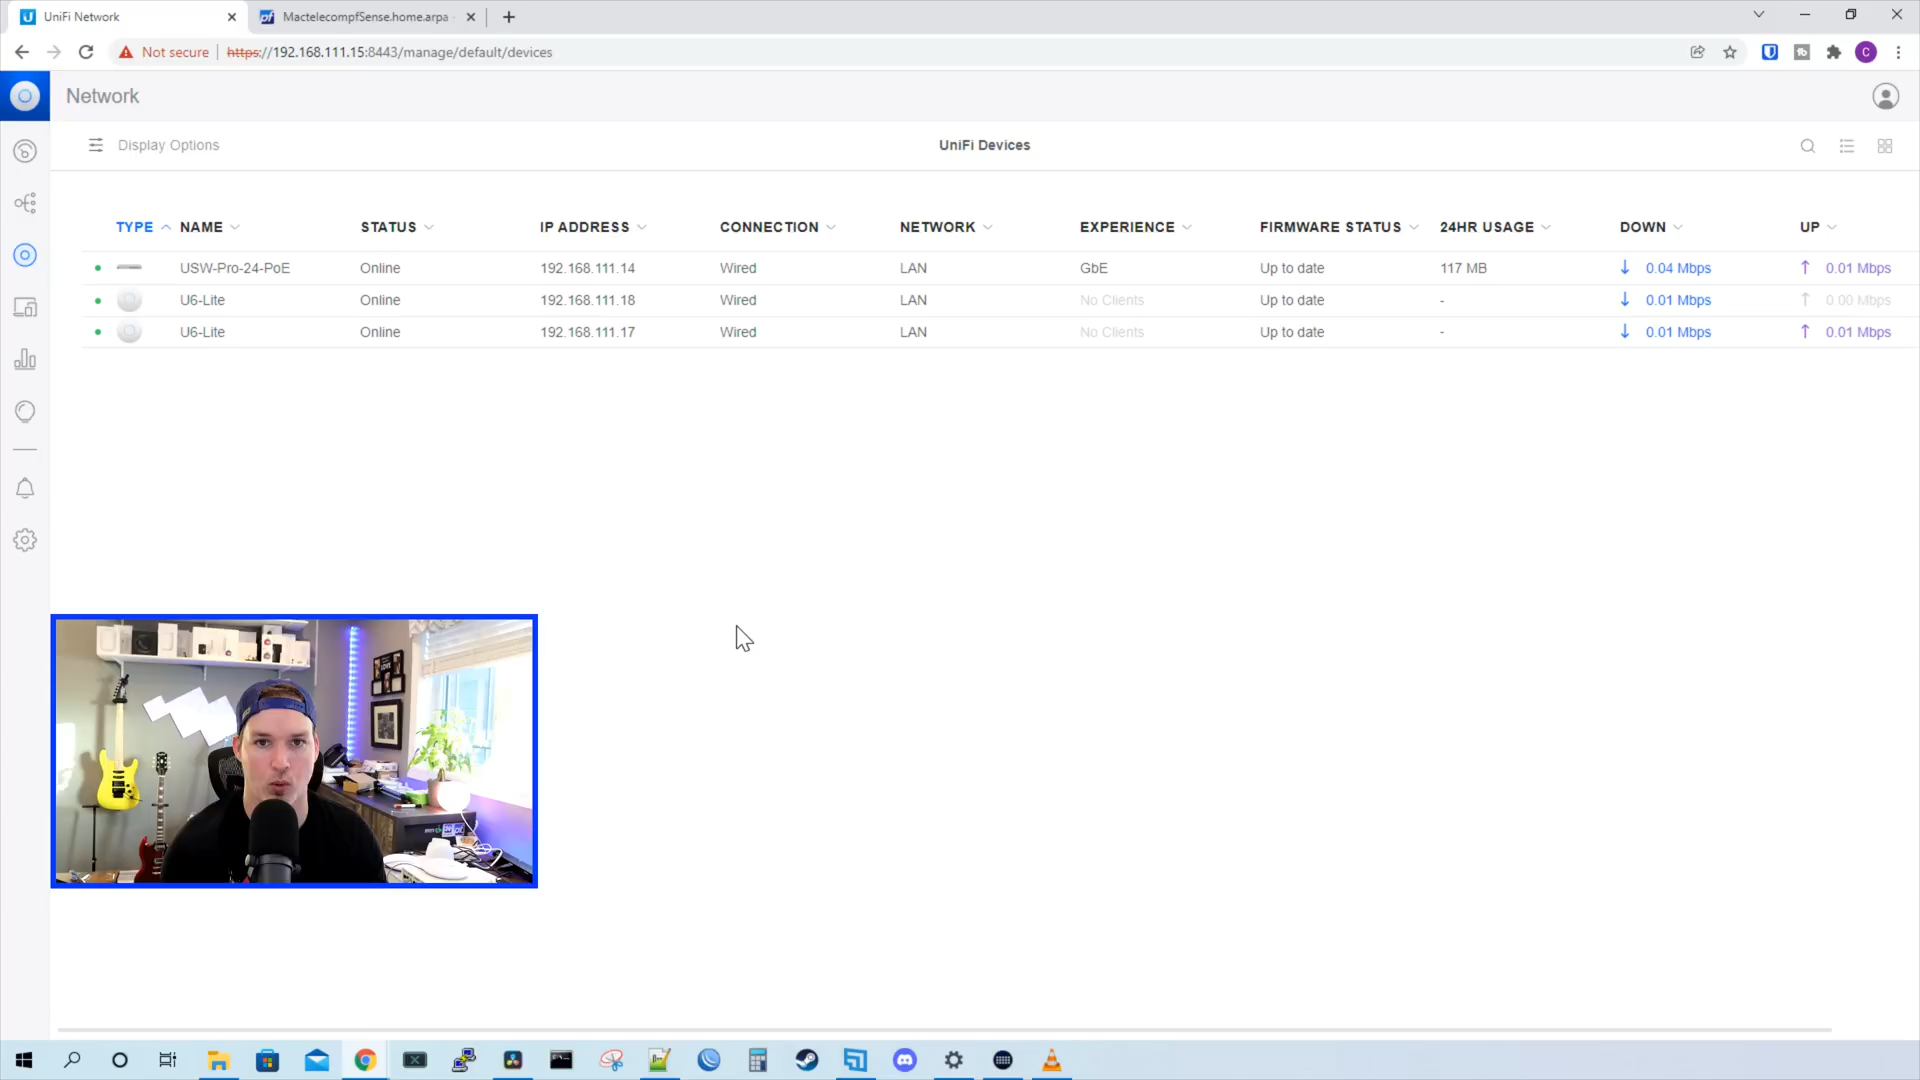 UniFi Network
MactelecompfSense.home.arpa
Not secure
https://192.168.111.15:8443/manage/default/devices
C
Network
Display Options
UniFi Devices
TYPE NAME STATUS IP ADDRESS CONNECTION NETWORK EXPERIENCE FIRMWARE STATUS 24HR USAGE DOWN UP
USW-Pro-24-PoE Online 192.168.111.14 Wired LAN GbE Up to date 117 MB 0.04 Mbps 0.01 Mbps
U6-Lite Online 192.168.111.18 Wired LAN No Clients Up to date - 0.01 Mbps 0.00 Mbps
U6-Lite Online 192.168.111.17 Wired LAN No Clients Up to date - 0.01 Mbps 0.01 Mbps